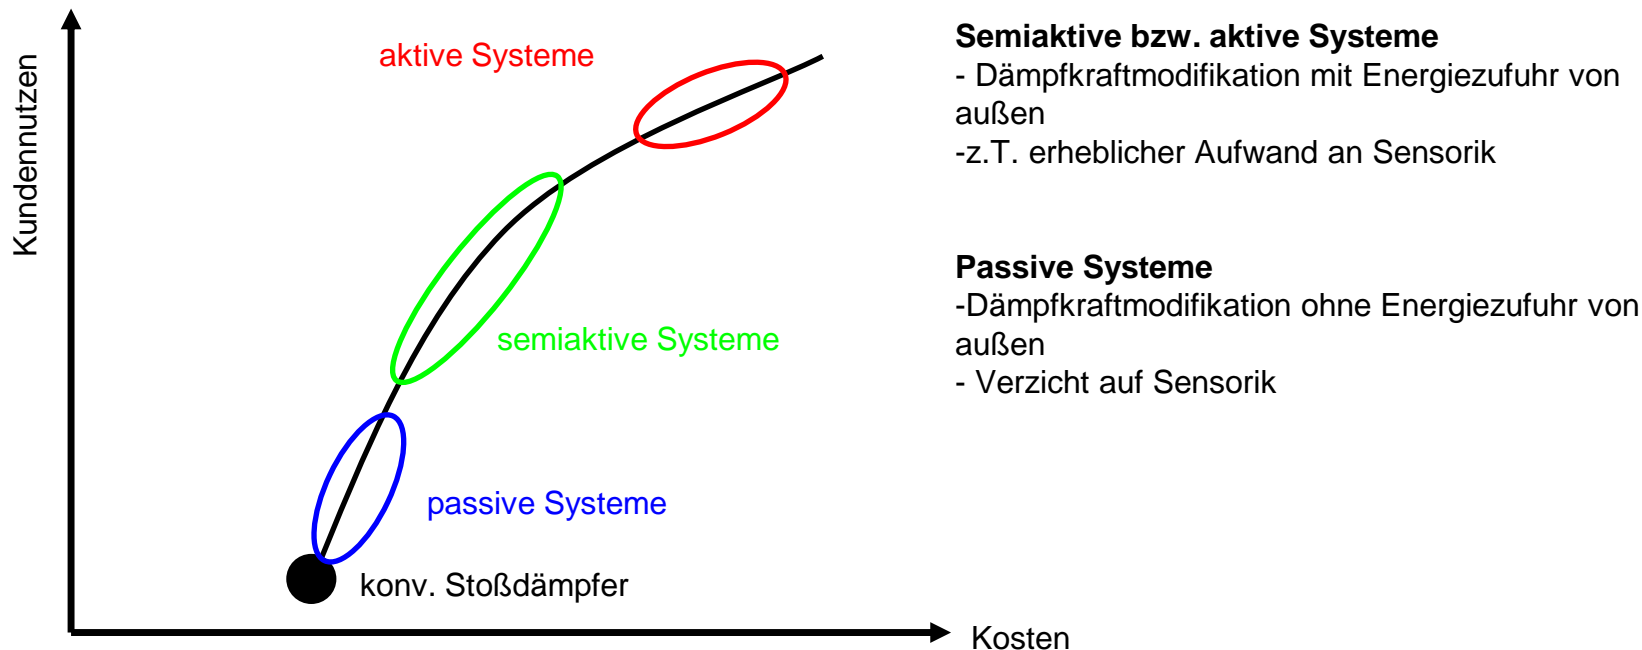 Kundennutzen
aktive Systeme
semiaktive Systeme
passive Systeme
konv. Stoßdämpfer
Kosten
Semiaktive bzw. aktive Systeme
- Dämpfkraftmodifikation mit Energiezufuhr von
außen
-z.T. erheblicher Aufwand an Sensorik
Passive Systeme
-Dämpfkraftmodifikation ohne Energiezufuhr von
außen
- Verzicht auf Sensorik